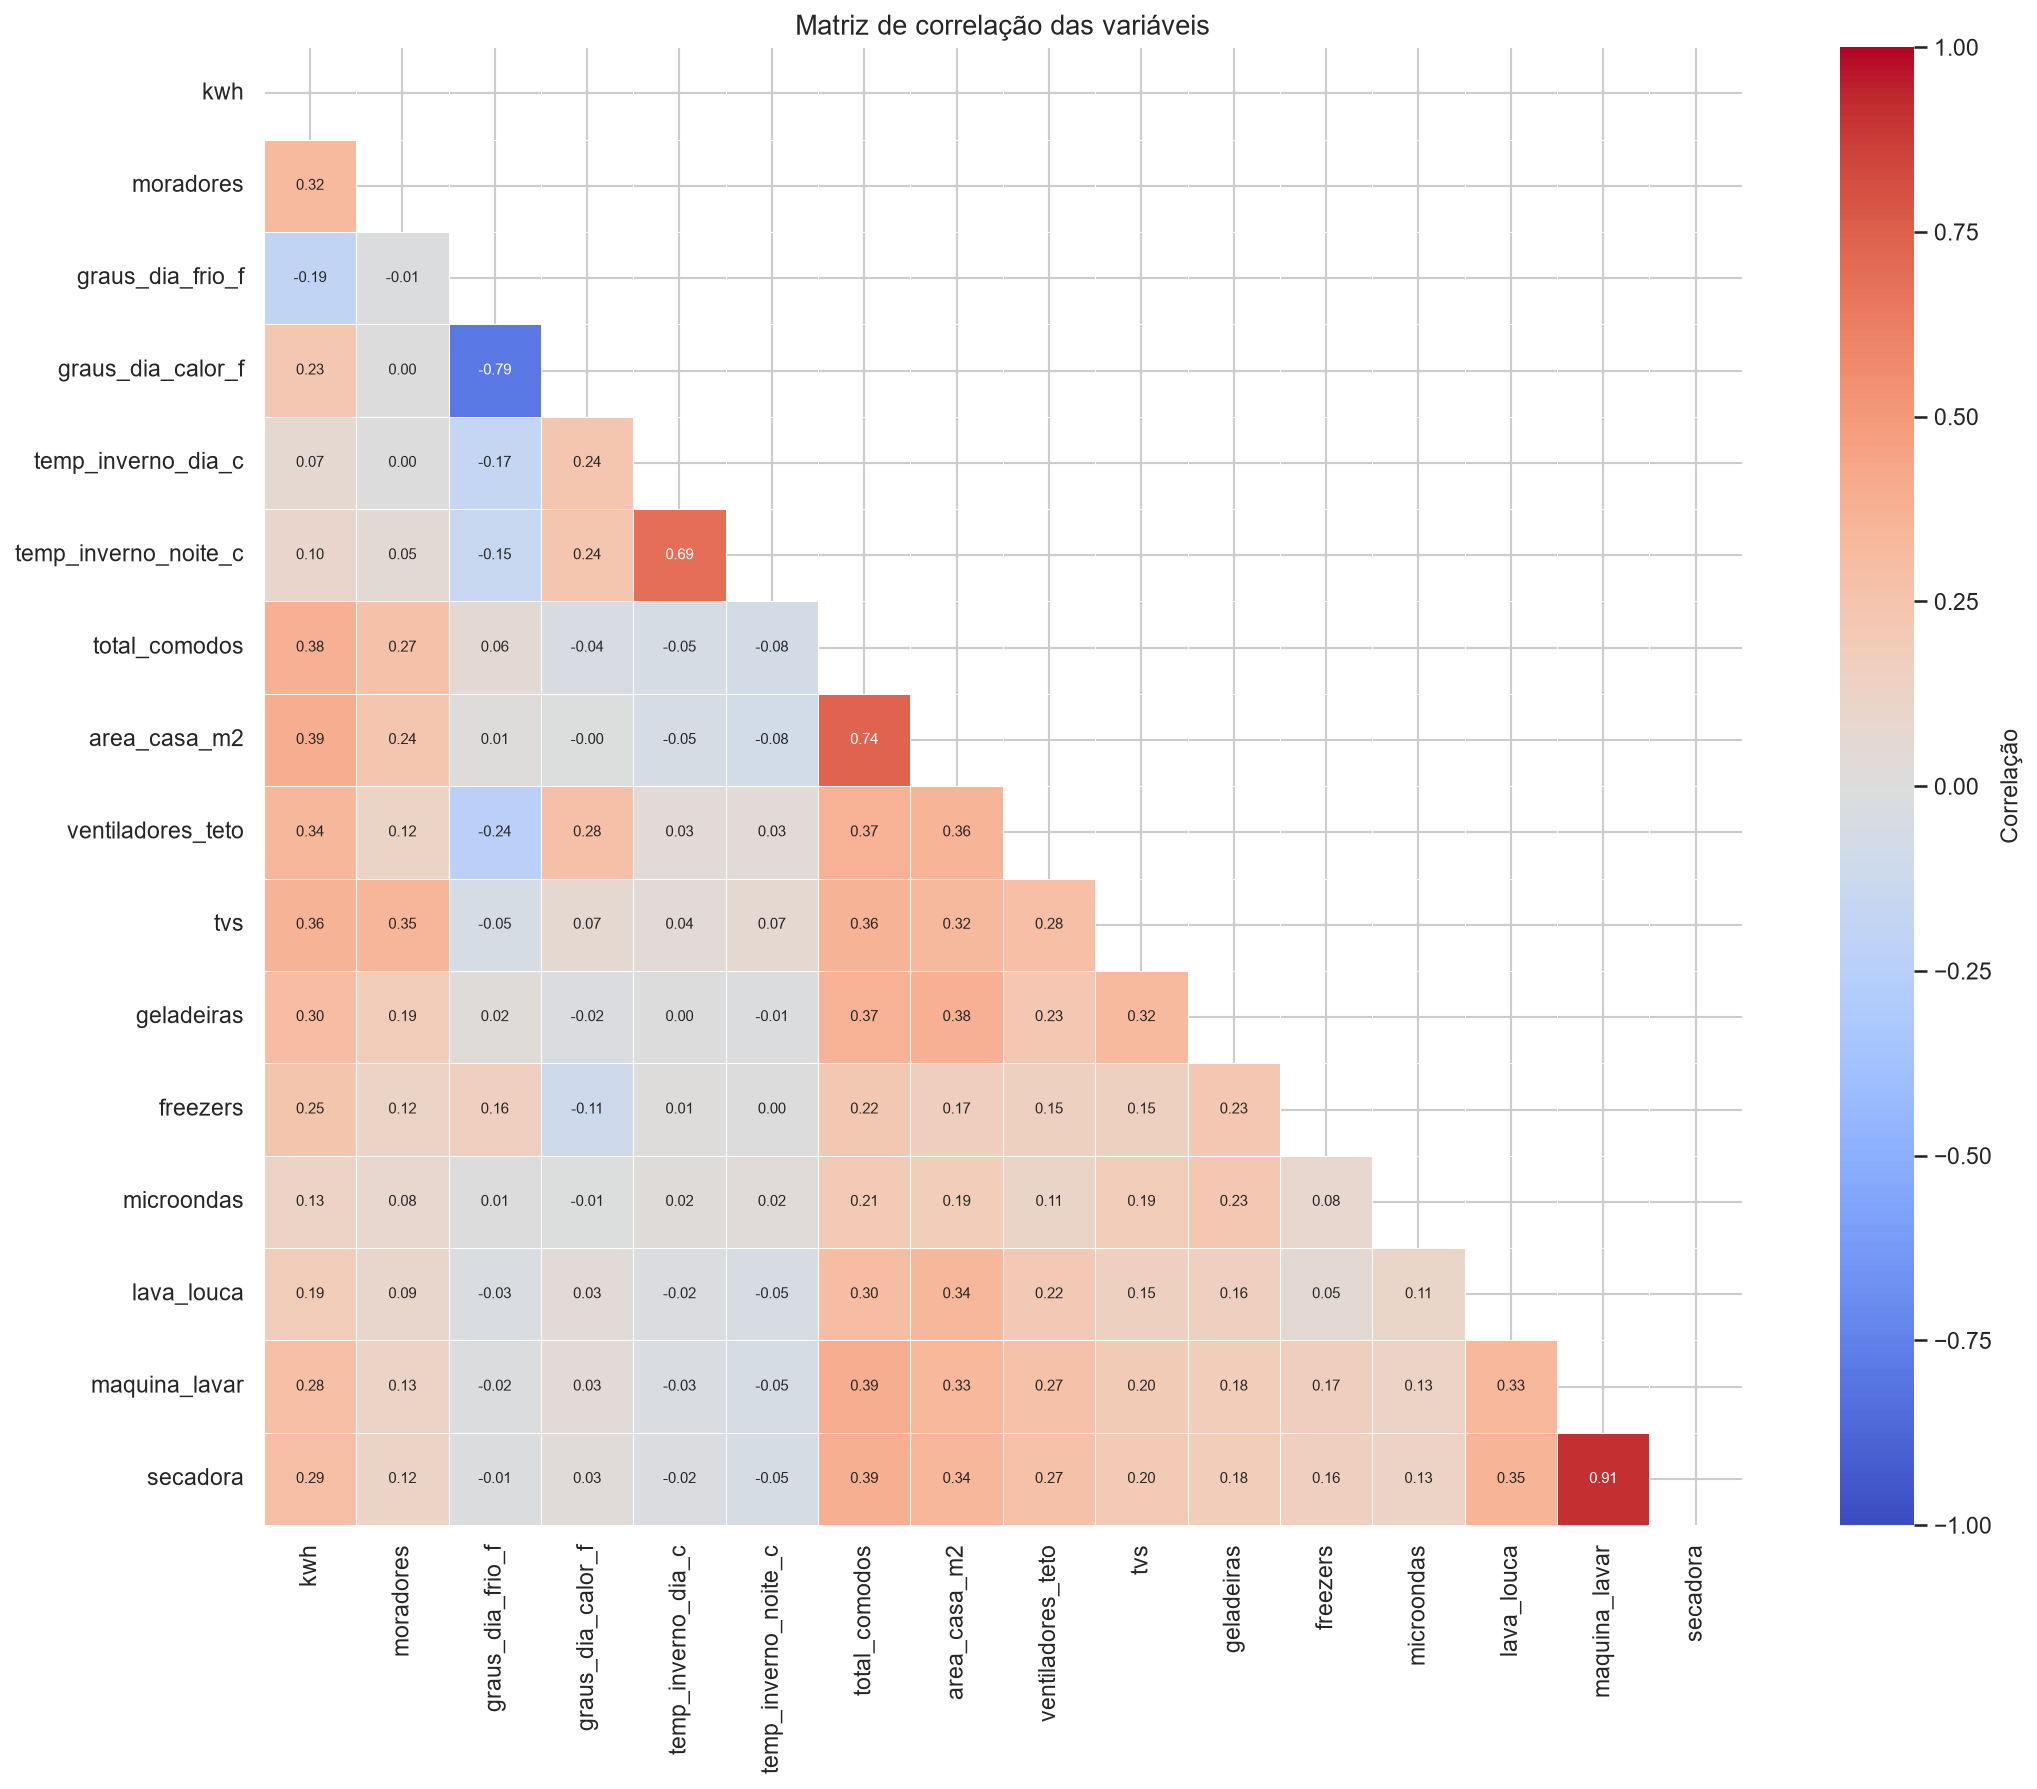 Matriz de correlação das variáveis
kwh
moradores 0.32
graus_dia_frio_f -0.19 -0.01
graus_dia_calor_f 0.23 0.00 -0.79
temp_inverno_dia_c 0.07 0.00 -0.17 0.24
temp_inverno_noite_c 0.10 0.05 -0.15 0.24 0.69
total_comodos 0.38 0.27 0.06 -0.04 -0.05 -0.08
area_casa_m2 0.39 0.24 0.01 -0.00 -0.05 -0.08 0.74
ventiladores_teto 0.34 0.12 -0.24 0.28 0.03 0.03 0.37 0.36
tvs 0.36 0.35 -0.05 0.07 0.04 0.07 0.36 0.32 0.28
geladeiras 0.30 0.19 0.02 -0.02 0.00 -0.01 0.37 0.38 0.23 0.32
freezers 0.25 0.12 0.16 -0.11 0.01 0.00 0.22 0.17 0.15 0.15 0.23
microondas 0.13 0.08 0.01 -0.01 0.02 0.02 0.21 0.19 0.11 0.19 0.23 0.08
lava_louca 0.19 0.09 -0.03 0.03 -0.02 -0.05 0.30 0.34 0.22 0.15 0.16 0.05 0.11
maquina_lavar 0.28 0.13 -0.02 0.03 -0.03 -0.05 0.39 0.33 0.27 0.20 0.18 0.17 0.13 0.33
secadora 0.29 0.12 -0.01 0.03 -0.02 -0.05 0.39 0.34 0.27 0.20 0.18 0.16 0.13 0.35 0.91
kwh
moradores
graus_dia_frio_f
graus_dia_calor_f
temp_inverno_dia_c
temp_inverno_noite_c
total_comodos
area_casa_m2
ventiladores_teto
tvs
geladeiras
freezers
microondas
lava_louca
maquina_lavar
secadora
1.00
0.75
0.50
0.25
0.00
−0.25
−0.50
−0.75
−1.00
Correlação